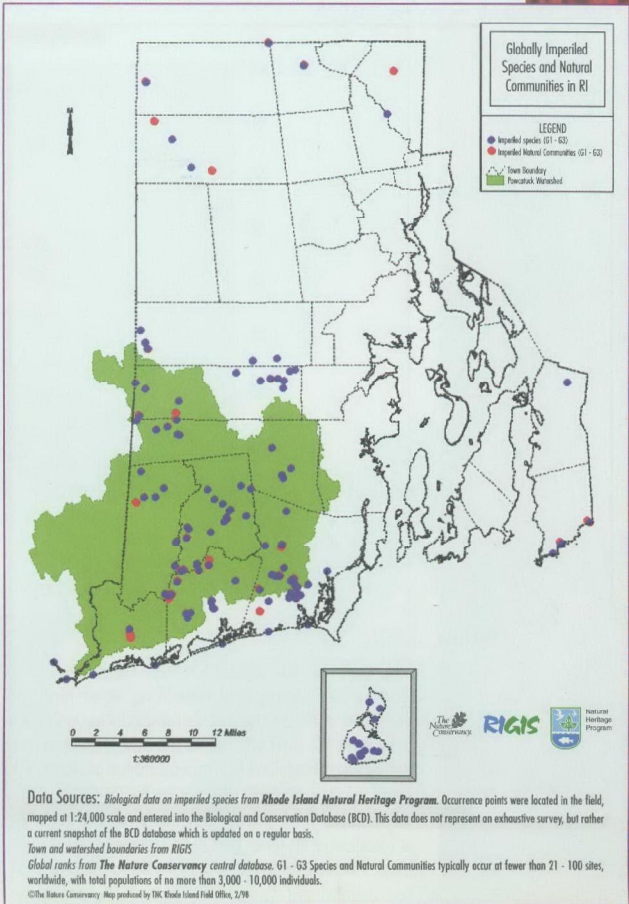 Globally Imperiled
Species and Natural
Communities in RI
LEGEND
Imperiled species (G1 - G3)
Imperiled Natural Communities (G1 - G3)
Town Boundary
Pawcatuck Watershed
N
0 2 4 6 8 10 12 Miles
1:360000
The
Nature
Conservancy
RIGIS
Natural
Heritage
Program
Data Sources: Biological data on imperiled species from Rhode Island Natural Heritage Program. Occurrence points were located in the field,
mapped at 1:24,000 scale and entered into the Biological and Conservation Database (BCD). This data does not represent an exhaustive survey, but rather
a current snapshot of the BCD database which is updated on a regular basis.
Town and watershed boundaries from RIGIS
Global ranks from The Nature Conservancy central database. G1 - G3 Species and Natural Communities typically occur at fewer than 21 - 100 sites,
worldwide, with total populations of no more than 3,000 - 10,000 individuals.
©The Nature Conservancy Map produced by TNC Rhode Island Field Office, 2/98